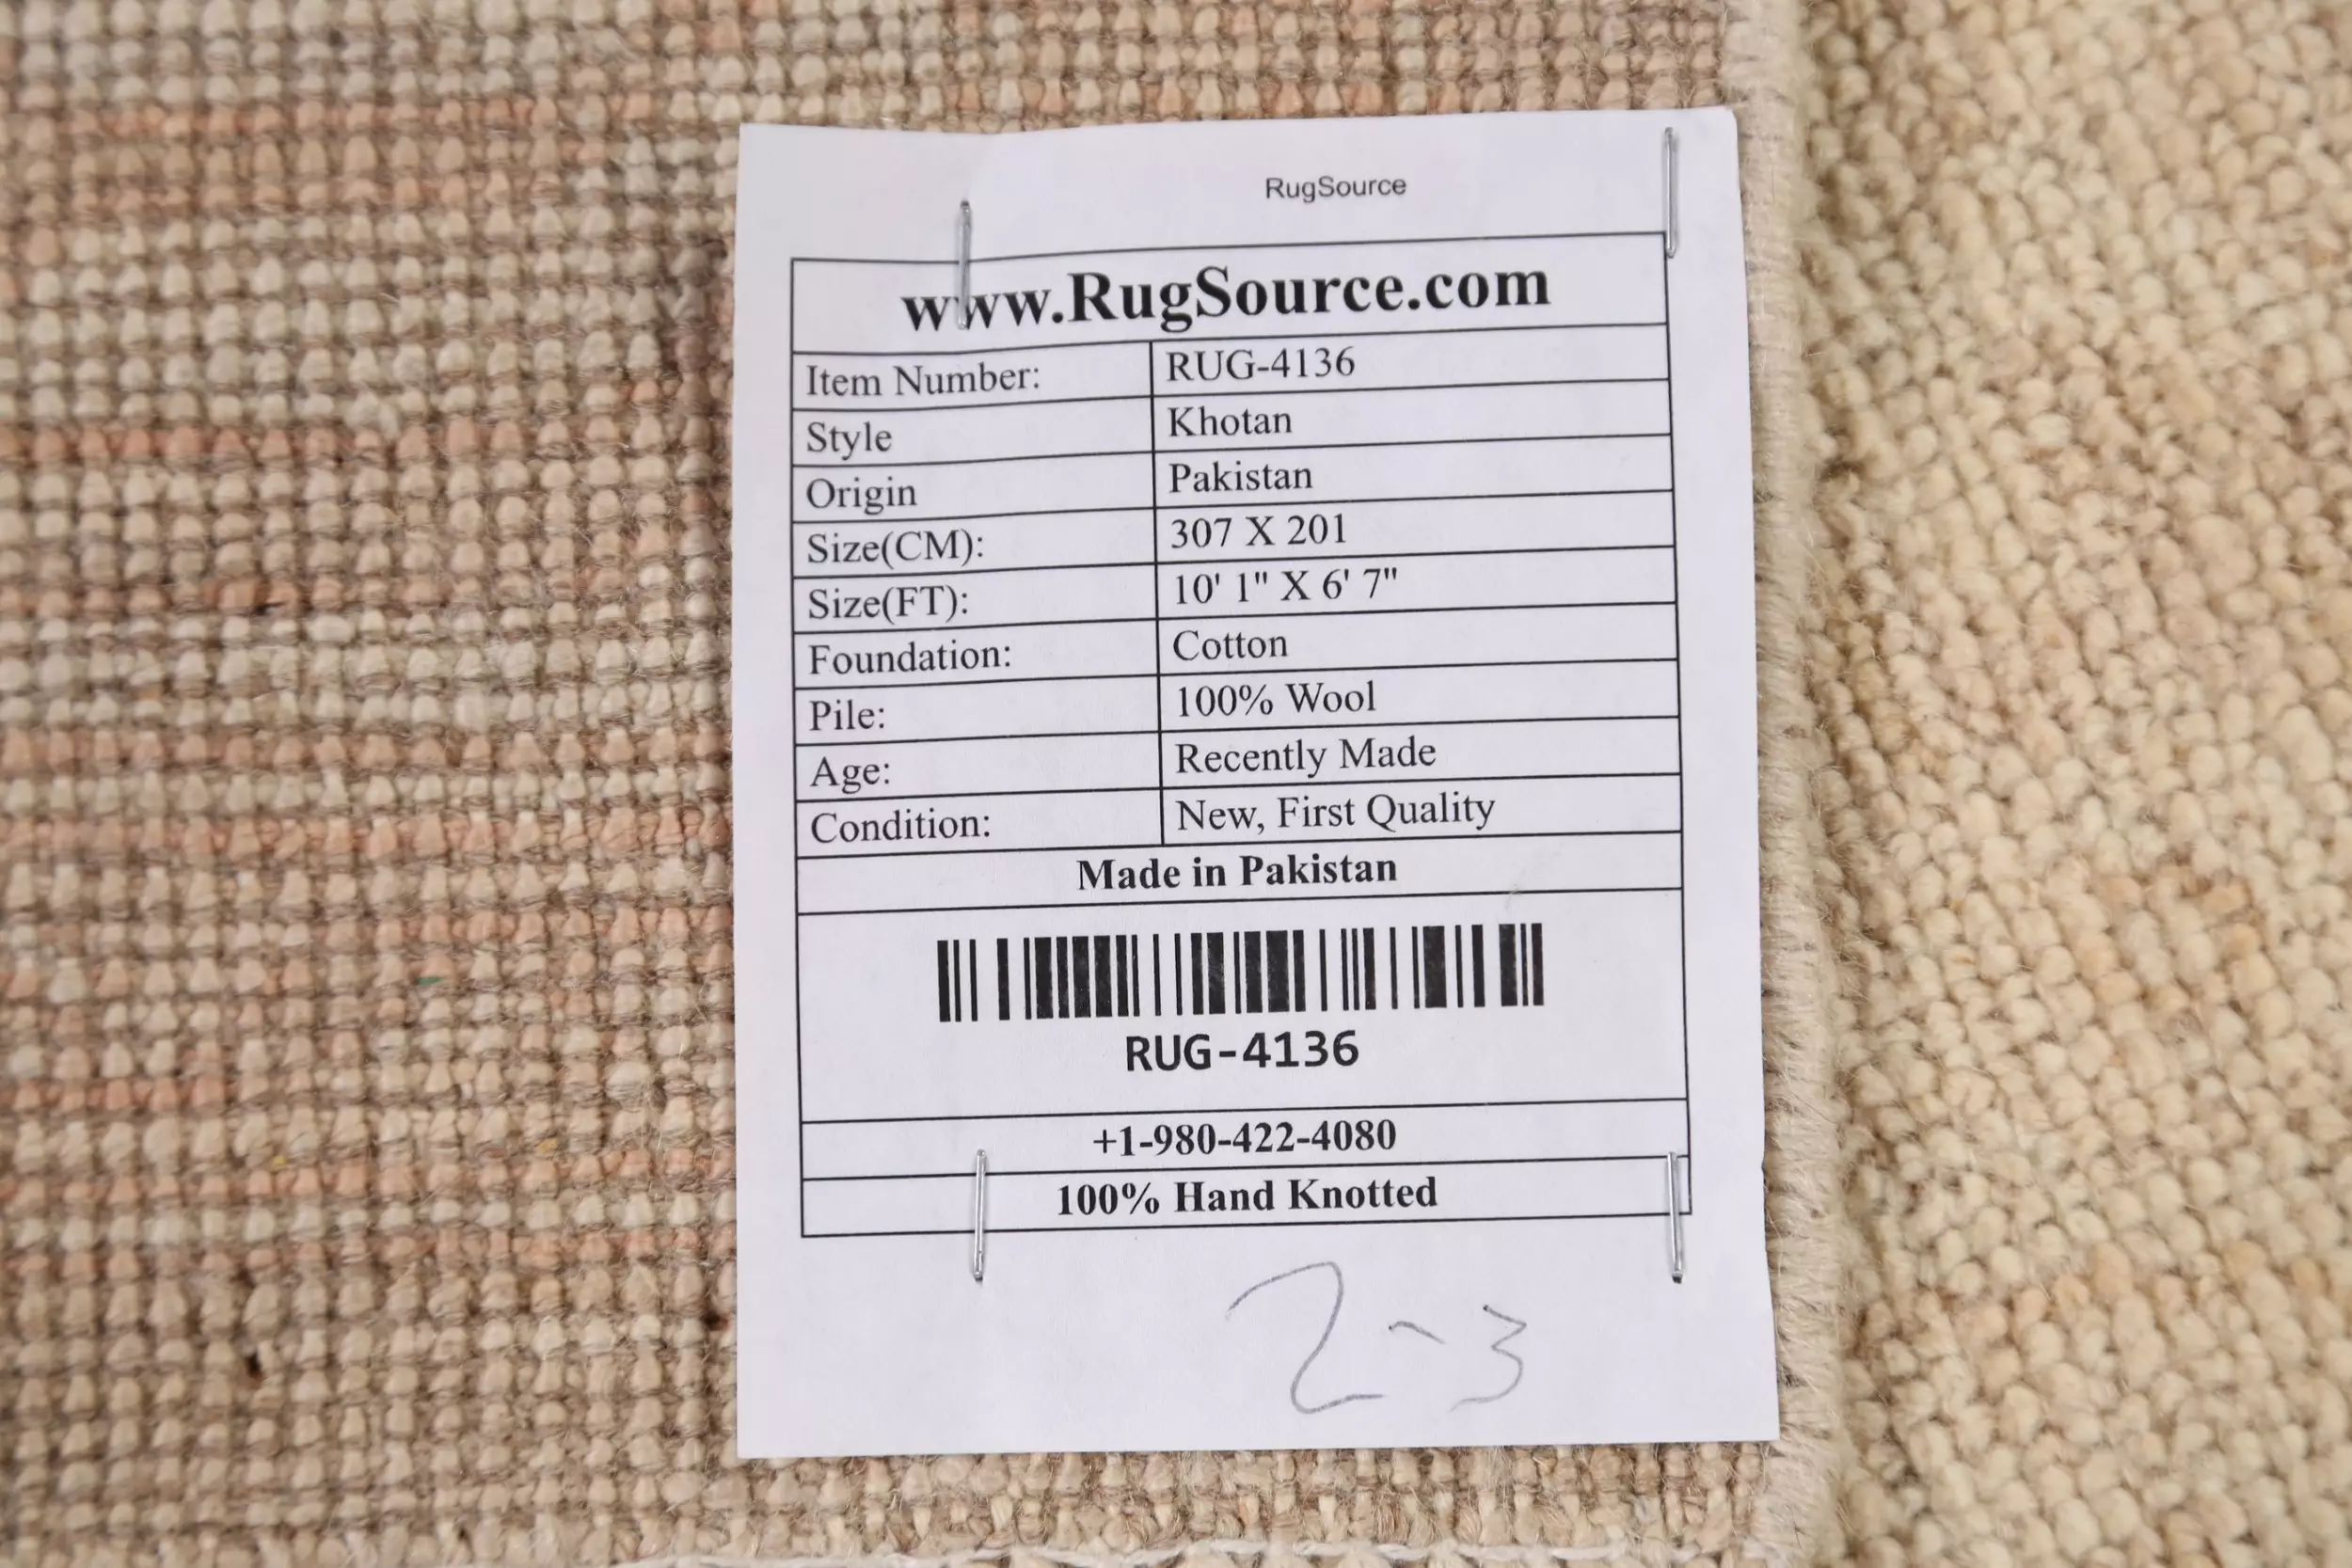 RugSource
www.RugSource.com
Item Number: RUG-4136
Style Khotan
Origin Pakistan
Size(CM): 307 X 201
Size(FT): 10' 1" X 6' 7"
Foundation: Cotton
Pile: 100% Wool
Age: Recently Made
Condition: New, First Quality
Made in Pakistan
RUG-4136
+1-980-422-4080
100% Hand Knotted
2-3